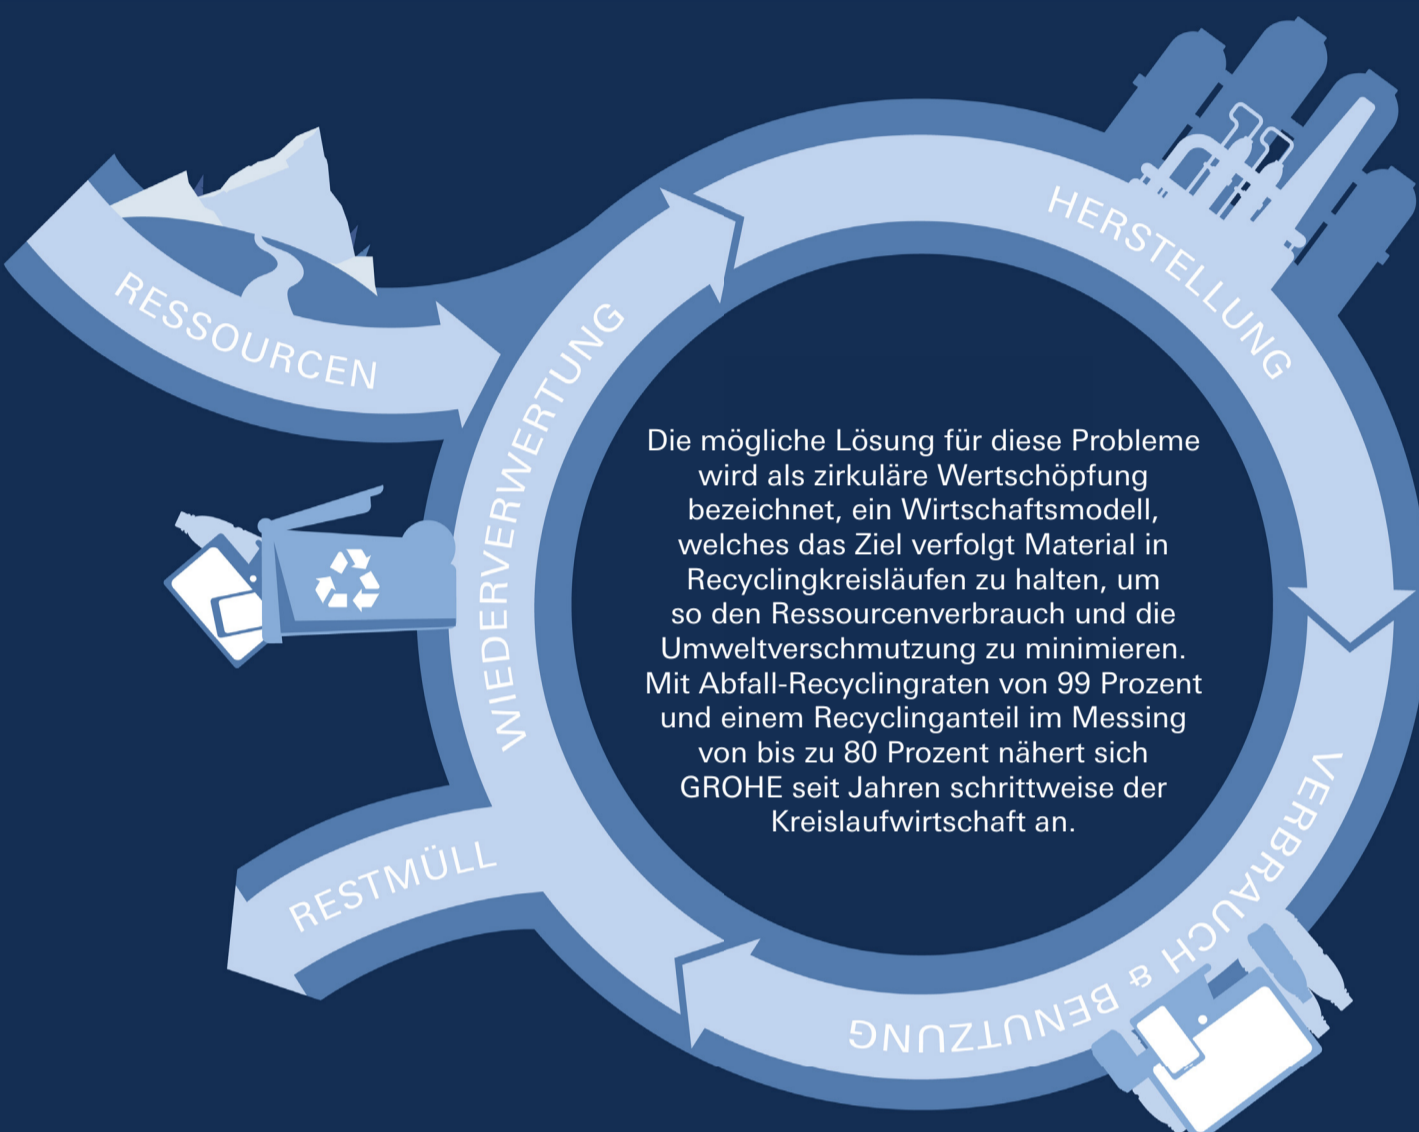 RESSOURCEN
HERSTELLUNG
WIEDERVERWERTUNG
Die mögliche Lösung für diese Probleme
wird als zirkuläre Wertschöpfung
bezeichnet, ein Wirtschaftsmodell,
welches das Ziel verfolgt Material in
Recyclingkreisläufen zu halten, um
so den Ressourcenverbrauch und die
Umweltverschmutzung zu minimieren.
Mit Abfall-Recyclingraten von 99 Prozent
und einem Recyclinganteil im Messing
von bis zu 80 Prozent nähert sich
GROHE seit Jahren schrittweise der
Kreislaufwirtschaft an.
VERBRAUCH & BENUTZUNG
RESTMÜLL